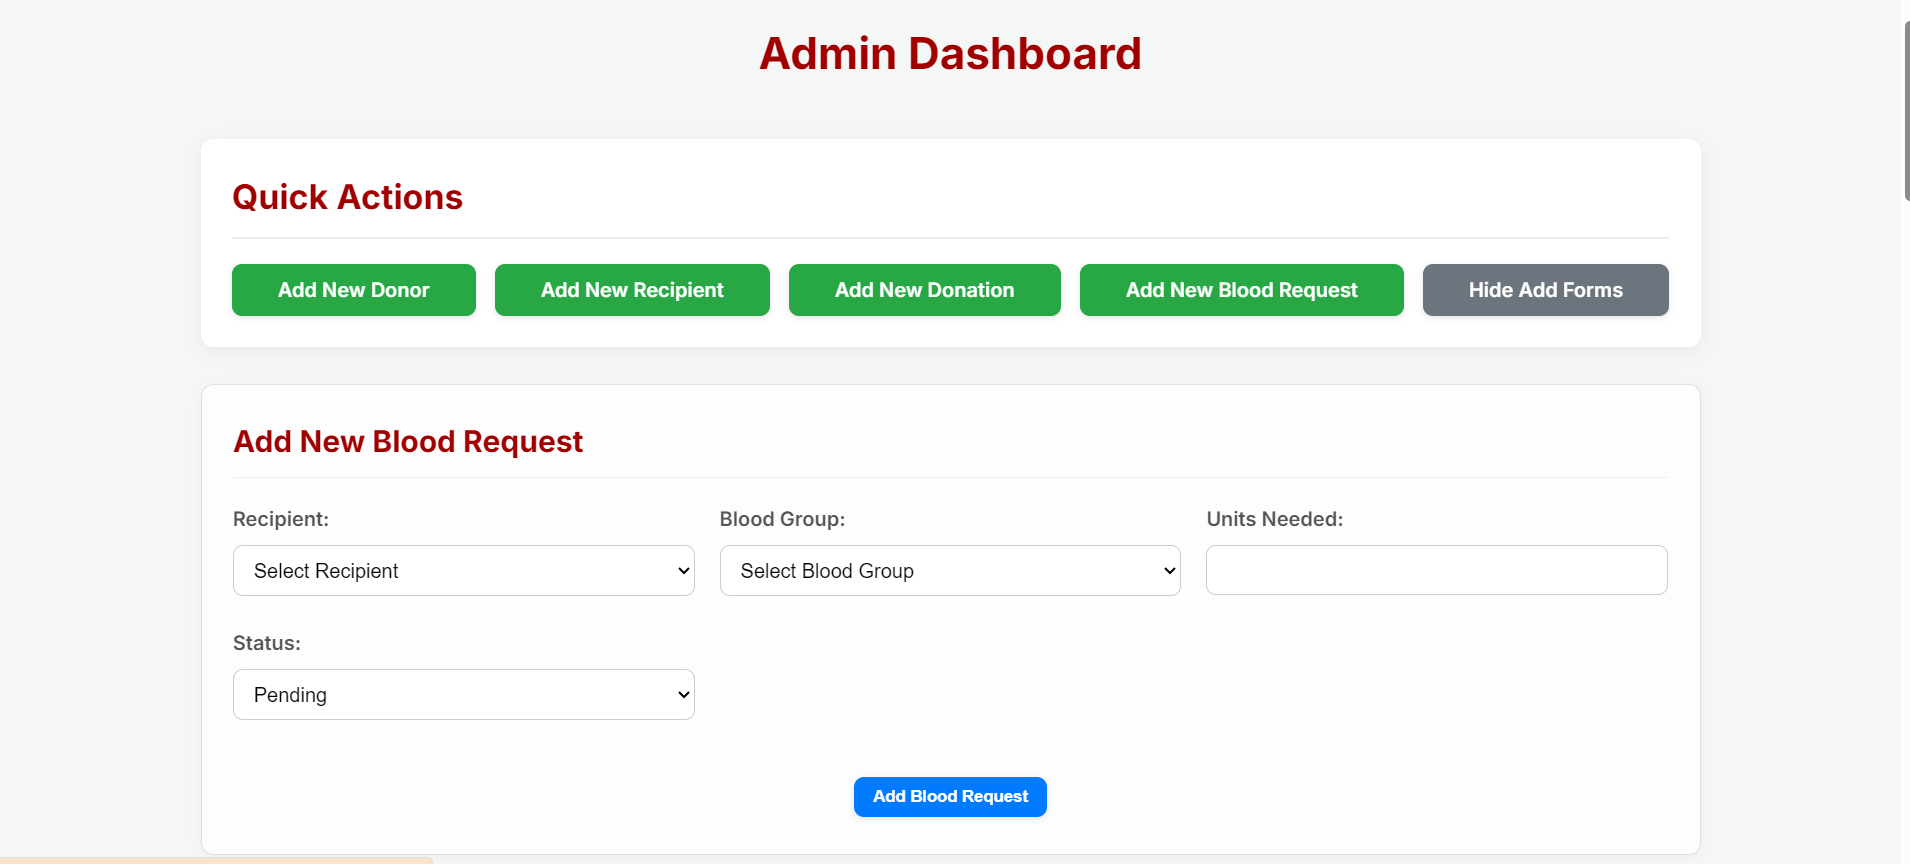 Admin Dashboard
Quick Actions
Add New Donor
Add New Recipient
Add New Donation
Add New Blood Request
Hide Add Forms
Add New Blood Request
Recipient:
Blood Group:
Units Needed:
Select Recipient
Select Blood Group
Status:
Pending
Add Blood Request